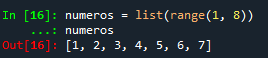 In [16]: numeros = list(range(1, 8))
    ...: numeros
Out[16]: [1, 2, 3, 4, 5, 6, 7]